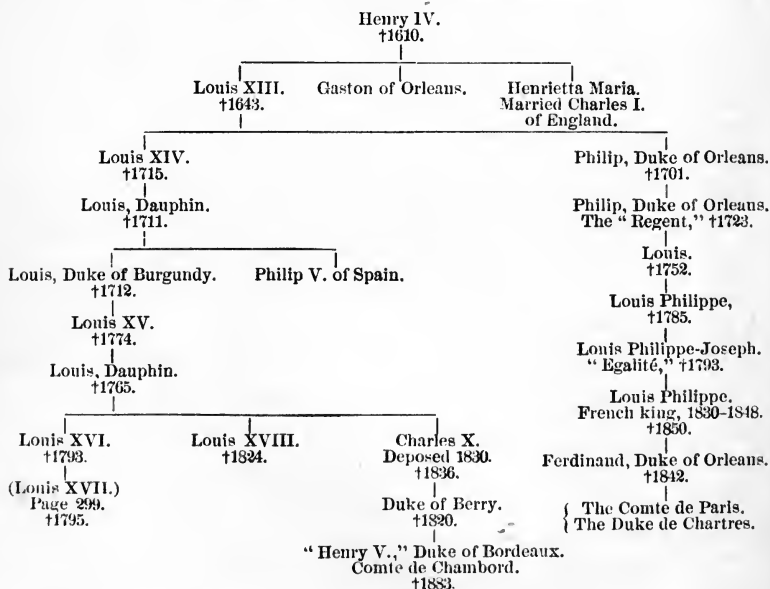 Henry IV.
†1610.
Louis XIII.
†1643.
Gaston of Orleans.
Henrietta Maria.
Married Charles I.
of England.
Louis XIV.
†1715.
Philip, Duke of Orleans.
†1701.
Louis, Dauphin.
†1711.
Philip, Duke of Orleans.
The "Regent," †1723.
Louis, Duke of Burgundy.
†1712.
Philip V. of Spain.
Louis.
†1752.
Louis XV.
†1774.
Louis Philippe,
†1785.
Louis, Dauphin.
†1765.
Louis Philippe-Joseph.
"Egalité," †1793.
Louis XVI.
†1793.
Louis XVIII.
†1824.
Charles X.
Deposed 1830.
†1836.
Louis Philippe.
French king, 1830-1848.
†1850.
(Louis XVII.)
Page 299.
†1795.
Duke of Berry.
†1820.
Ferdinand, Duke of Orleans.
†1842.
{ The Comte de Paris.
{ The Duke de Chartres.
"Henry V.," Duke of Bordeaux.
Comte de Chambord.
†1883.